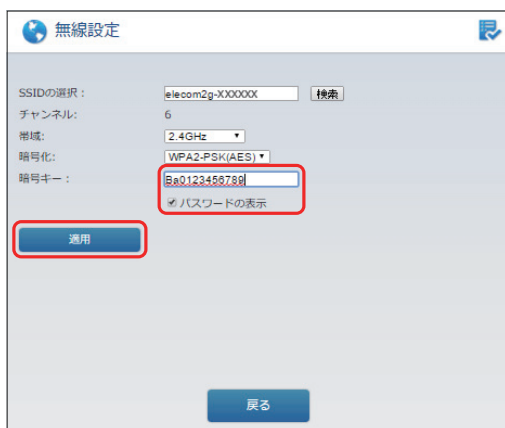 無線設定
SSIDの選択： elecom2g-XXXXXX 検索
チャンネル: 6
帯域: 2.4GHz
暗号化: WPA2-PSK(AES)
暗号キー： Ba0123456789
パスワードの表示
適用
戻る